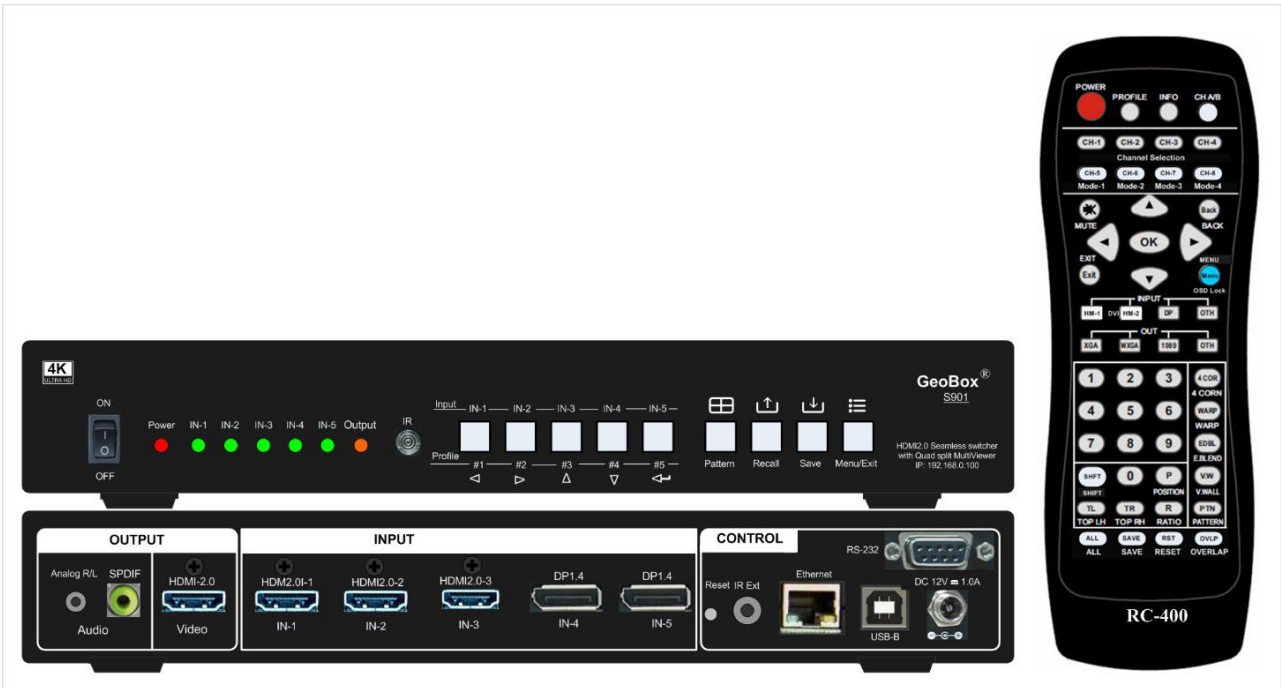 4K
ULTRA HD
ON
OFF
Power IN-1 IN-2 IN-3 IN-4 IN-5 Output
IR
Input IN-1 IN-2 IN-3 IN-4 IN-5
Profile #1 #2 #3 #4 #5
Pattern Recall Save Menu/Exit
GeoBox®
S901
HDMI2.0 Seamless switcher
with Quad split MultiViewer
IP: 192.168.0.100
OUTPUT
Analog R/L SPDIF
Audio
HDMI-2.0
Video
INPUT
HDM2.0I-1 HDMI2.0-2 HDMI2.0-3 DP1.4 DP1.4
IN-1 IN-2 IN-3 IN-4 IN-5
CONTROL
RS-232
Reset IR Ext Ethernet
USB-B
DC 12V 1.0A
POWER PROFILE INFO CH A/B
CH-1 CH-2 CH-3 CH-4
Channel Selection
CH-5 CH-6 CH-7 CH-8
Mode-1 Mode-2 Mode-3 Mode-4
MUTE
Back
BACK
OK
EXIT
Exit
MENU
Menu
OSD Lock
INPUT
HM-1 DVI HM-2 DP OTH
OUT
XGA WXGA 1080 OTH
1 2 3 4 COR
4 CORN
4 5 6 WARP
WARP
7 8 9 EDBL
E.BLEND
SHFT 0 P V.W
SHIFT POSITION V.WALL
TL TR R PTN
TOP LH TOP RH RATIO PATTERN
ALL SAVE RST OVLP
ALL SAVE RESET OVERLAP
RC-400